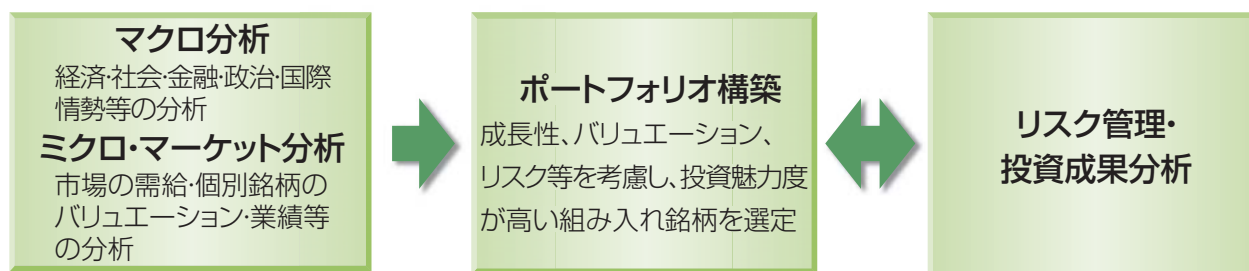 マクロ分析
経済・社会・金融・政治・国際
情勢等の分析
ミクロ・マーケット分析
市場の需給・個別銘柄の
バリュエーション・業績等
の分析
ポートフォリオ構築
成長性、バリュエーション、
リスク等を考慮し、投資魅力度
が高い組み入れ銘柄を選定
リスク管理・
投資成果分析